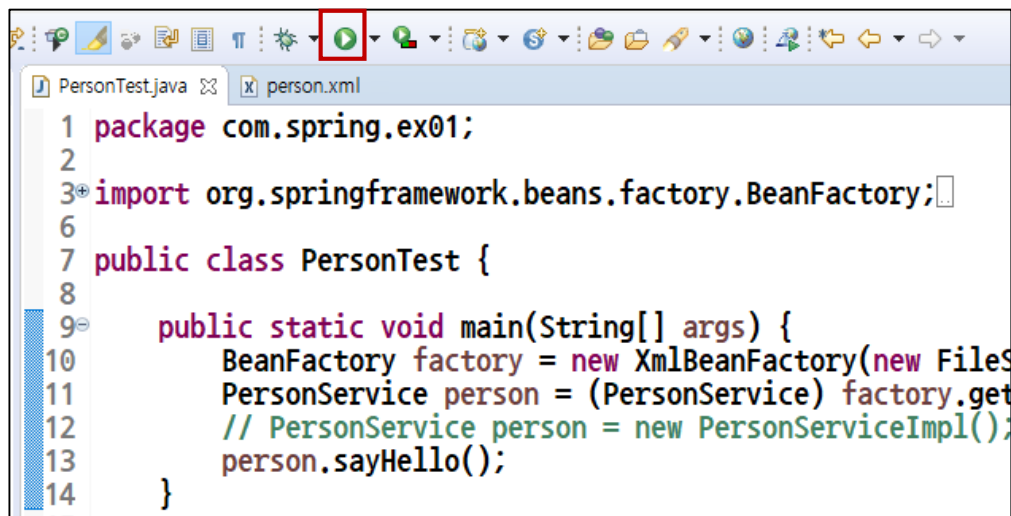 PersonTest.java person.xml
1 package com.spring.ex01;
2
3 import org.springframework.beans.factory.BeanFactory;
6
7 public class PersonTest {
8
9 public static void main(String[] args) {
10 BeanFactory factory = new XmlBeanFactory(new FileS
11 PersonService person = (PersonService) factory.get
12 // PersonService person = new PersonServiceImpl();
13 person.sayHello();
14 }